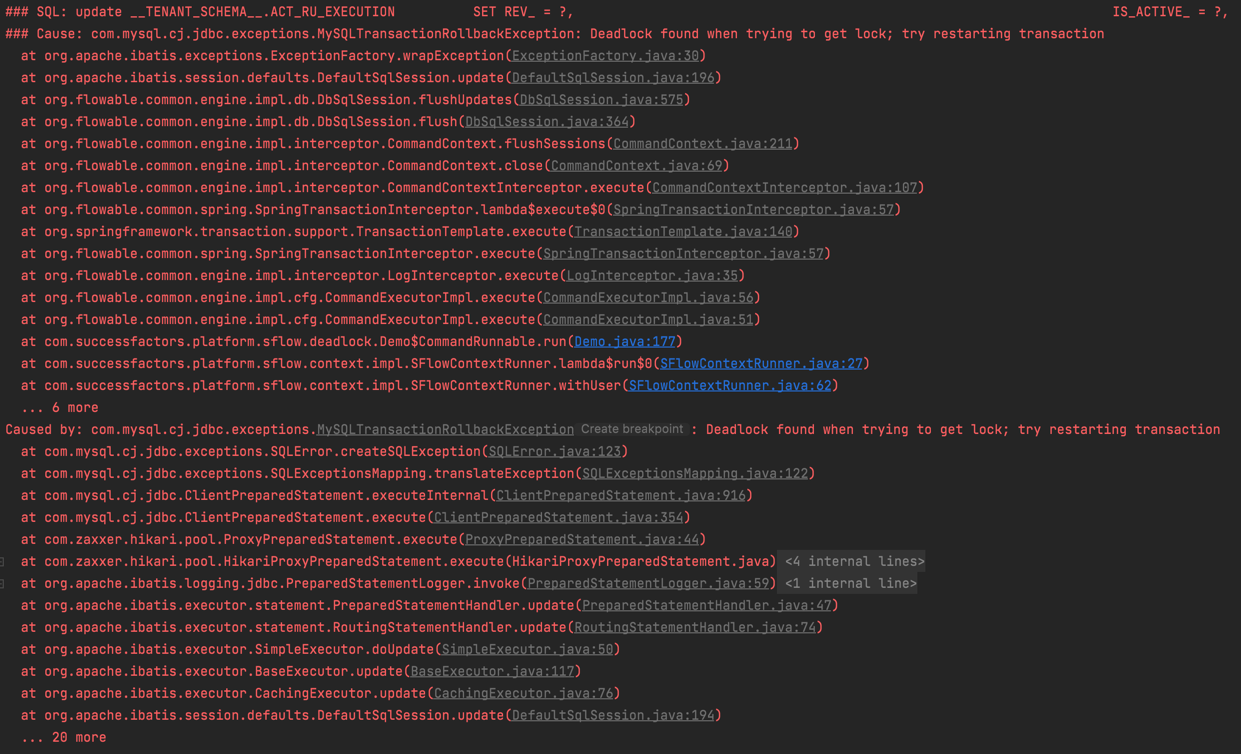 ### SQL: update __TENANT_SCHEMA__.ACT_RU_EXECUTION          SET REV_ = ?,                                                                     IS_ACTIVE_ = ?,
### Cause: com.mysql.cj.jdbc.exceptions.MySQLTransactionRollbackException: Deadlock found when trying to get lock; try restarting transaction
at org.apache.ibatis.exceptions.ExceptionFactory.wrapException(ExceptionFactory.java:30)
at org.apache.ibatis.session.defaults.DefaultSqlSession.update(DefaultSqlSession.java:196)
at org.flowable.common.engine.impl.db.DbSqlSession.flushUpdates(DbSqlSession.java:575)
at org.flowable.common.engine.impl.db.DbSqlSession.flush(DbSqlSession.java:364)
at org.flowable.common.engine.impl.interceptor.CommandContext.flushSessions(CommandContext.java:211)
at org.flowable.common.engine.impl.interceptor.CommandContext.close(CommandContext.java:69)
at org.flowable.common.engine.impl.interceptor.CommandContextInterceptor.execute(CommandContextInterceptor.java:107)
at org.flowable.common.spring.SpringTransactionInterceptor.lambda$execute$0(SpringTransactionInterceptor.java:57)
at org.springframework.transaction.support.TransactionTemplate.execute(TransactionTemplate.java:140)
at org.flowable.common.spring.SpringTransactionInterceptor.execute(SpringTransactionInterceptor.java:57)
at org.flowable.common.engine.impl.interceptor.LogInterceptor.execute(LogInterceptor.java:35)
at org.flowable.common.engine.impl.cfg.CommandExecutorImpl.execute(CommandExecutorImpl.java:56)
at org.flowable.common.engine.impl.cfg.CommandExecutorImpl.execute(CommandExecutorImpl.java:51)
at com.successfactors.platform.sflow.deadlock.Demo$CommandRunnable.run(Demo.java:177)
at com.successfactors.platform.sflow.context.impl.SFlowContextRunner.lambda$run$0(SFlowContextRunner.java:27)
at com.successfactors.platform.sflow.context.impl.SFlowContextRunner.withUser(SFlowContextRunner.java:62)
... 6 more
Caused by: com.mysql.cj.jdbc.exceptions.MySQLTransactionRollbackException Create breakpoint : Deadlock found when trying to get lock; try restarting transaction
at com.mysql.cj.jdbc.exceptions.SQLError.createSQLException(SQLError.java:123)
at com.mysql.cj.jdbc.exceptions.SQLExceptionsMapping.translateException(SQLExceptionsMapping.java:122)
at com.mysql.cj.jdbc.ClientPreparedStatement.executeInternal(ClientPreparedStatement.java:916)
at com.mysql.cj.jdbc.ClientPreparedStatement.execute(ClientPreparedStatement.java:354)
at com.zaxxer.hikari.pool.ProxyPreparedStatement.execute(ProxyPreparedStatement.java:44)
at com.zaxxer.hikari.pool.HikariProxyPreparedStatement.execute(HikariProxyPreparedStatement.java) <4 internal lines>
at org.apache.ibatis.logging.jdbc.PreparedStatementLogger.invoke(PreparedStatementLogger.java:59) <1 internal line>
at org.apache.ibatis.executor.statement.PreparedStatementHandler.update(PreparedStatementHandler.java:47)
at org.apache.ibatis.executor.statement.RoutingStatementHandler.update(RoutingStatementHandler.java:74)
at org.apache.ibatis.executor.SimpleExecutor.doUpdate(SimpleExecutor.java:50)
at org.apache.ibatis.executor.BaseExecutor.update(BaseExecutor.java:117)
at org.apache.ibatis.executor.CachingExecutor.update(CachingExecutor.java:76)
at org.apache.ibatis.session.defaults.DefaultSqlSession.update(DefaultSqlSession.java:194)
... 20 more